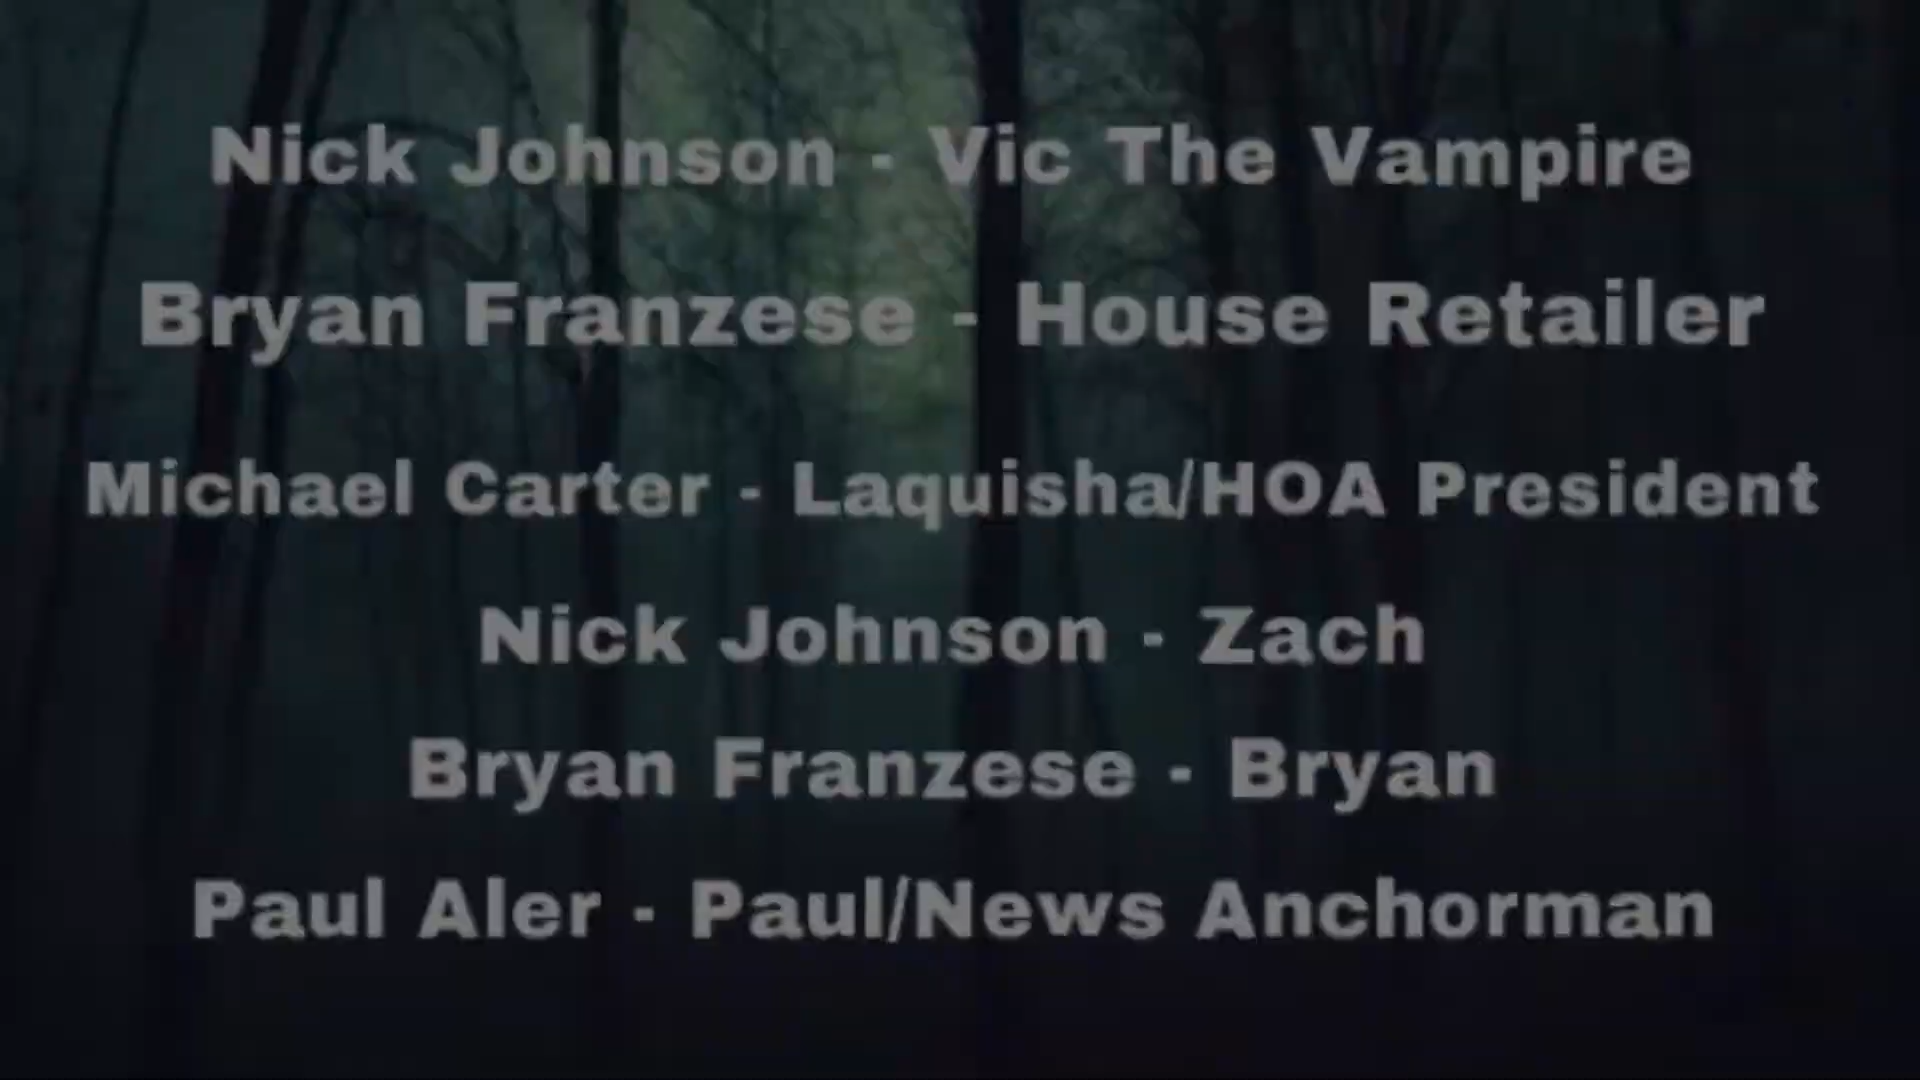 Nick Johnson - Vic The Vampire
Bryan Franzese - House Retailer
Michael Carter - Laquisha/HOA President
Nick Johnson - Zach
Bryan Franzese - Bryan
Paul Aler - Paul/News Anchorman